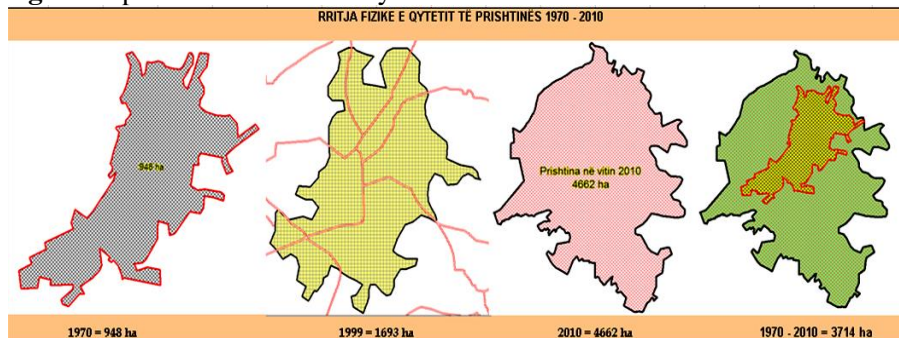 RRITJA FIZIKE E QYTETIT TË PRISHTINËS 1970 - 2010
948 ha
Prishtina në vitin 2010
4662 ha
1970 = 948 ha
1999 = 1693 ha
2010 = 4662 ha
1970 - 2010 = 3714 ha